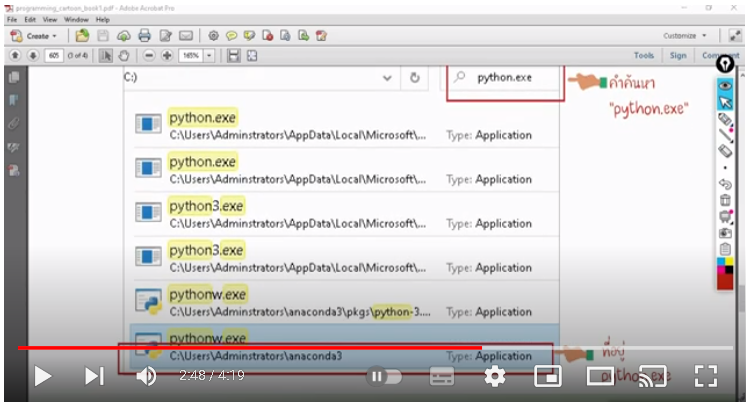 programming_cartoon_book1.pdf - Adobe Acrobat Pro
File Edit View Window Help
Create Customize
605 (3 of 4) 165% Tools Sign Comment
C:) python.exe
คำค้นหา
"python.exe"
python.exe
C:\Users\Adminstrators\AppData\Local\Microsoft\... Type: Application
python.exe
C:\Users\Adminstrators\AppData\Local\Microsoft\... Type: Application
python3.exe
C:\Users\Adminstrators\AppData\Local\Microsoft\... Type: Application
python3.exe
C:\Users\Adminstrators\AppData\Local\Microsoft\... Type: Application
pythonw.exe
C:\Users\Adminstrators\anaconda3\pkgs\python-3.... Type: Application
pythonw.exe
C:\Users\Adminstrators\anaconda3 Type: Application
ที่อยู่
python.exe
2:48 / 4:19